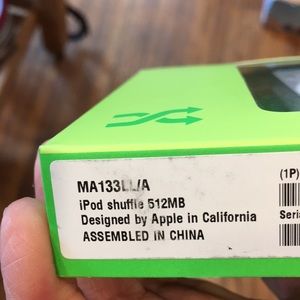 MA133LL/A
iPod shuffle 512MB
Designed by Apple in California
ASSEMBLED IN CHINA
(1P)